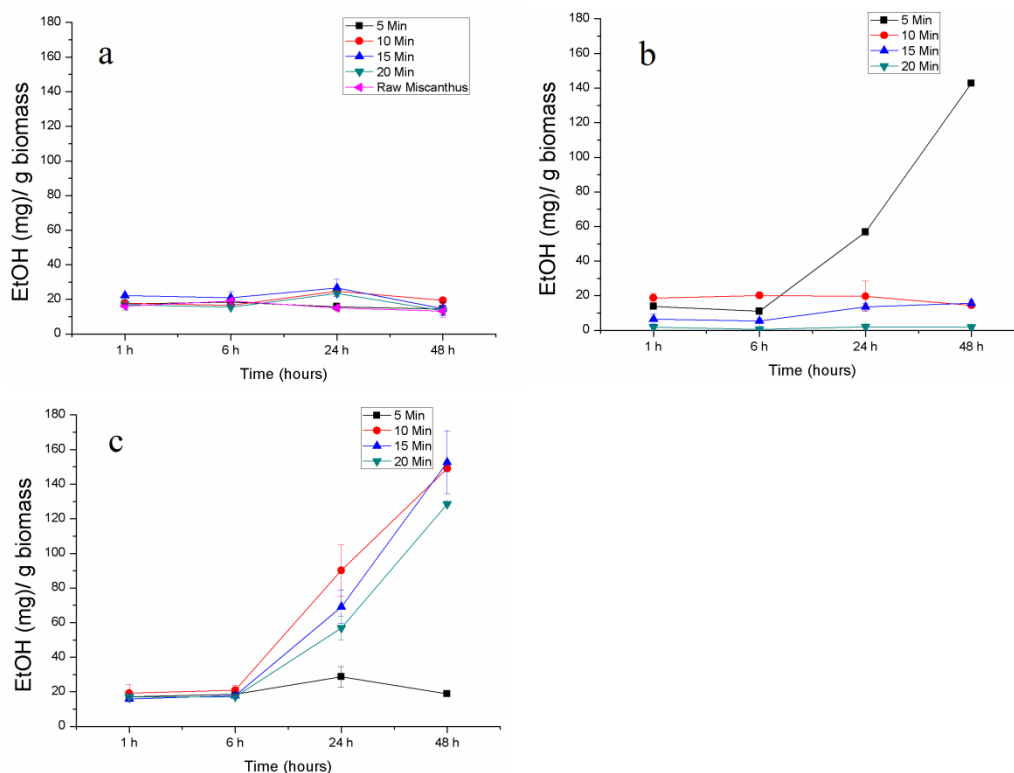 a
5 Min
10 Min
15 Min
20 Min
Raw Miscanthus
EtOH (mg)/ g biomass
180
160
140
120
100
80
60
40
20
0
1 h 6 h 24 h 48 h
Time (hours)
b
5 Min
10 Min
15 Min
20 Min
EtOH (mg)/ g biomass
180
160
140
120
100
80
60
40
20
0
1 h 6 h 24 h 48 h
Time (hours)
c
5 Min
10 Min
15 Min
20 Min
EtOH (mg)/ g biomass
180
160
140
120
100
80
60
40
20
0
1 h 6 h 24 h 48 h
Time (hours)